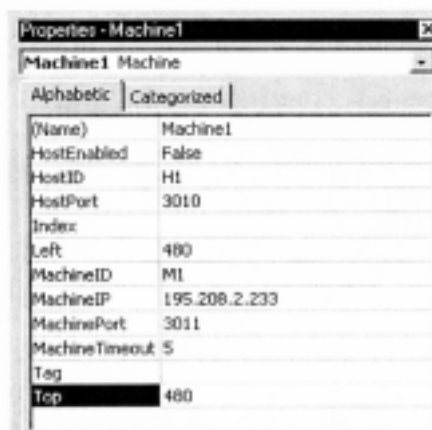 Properties - Machine1
Machine1 Machine
Alphabetic Categorized
(Name) Machine1
HostEnabled False
HostID H1
HostPort 3010
Index
Left 480
MachineID M1
MachineIP 195.208.2.233
MachinePort 3011
MachineTimeout 5
Tag
Top 480